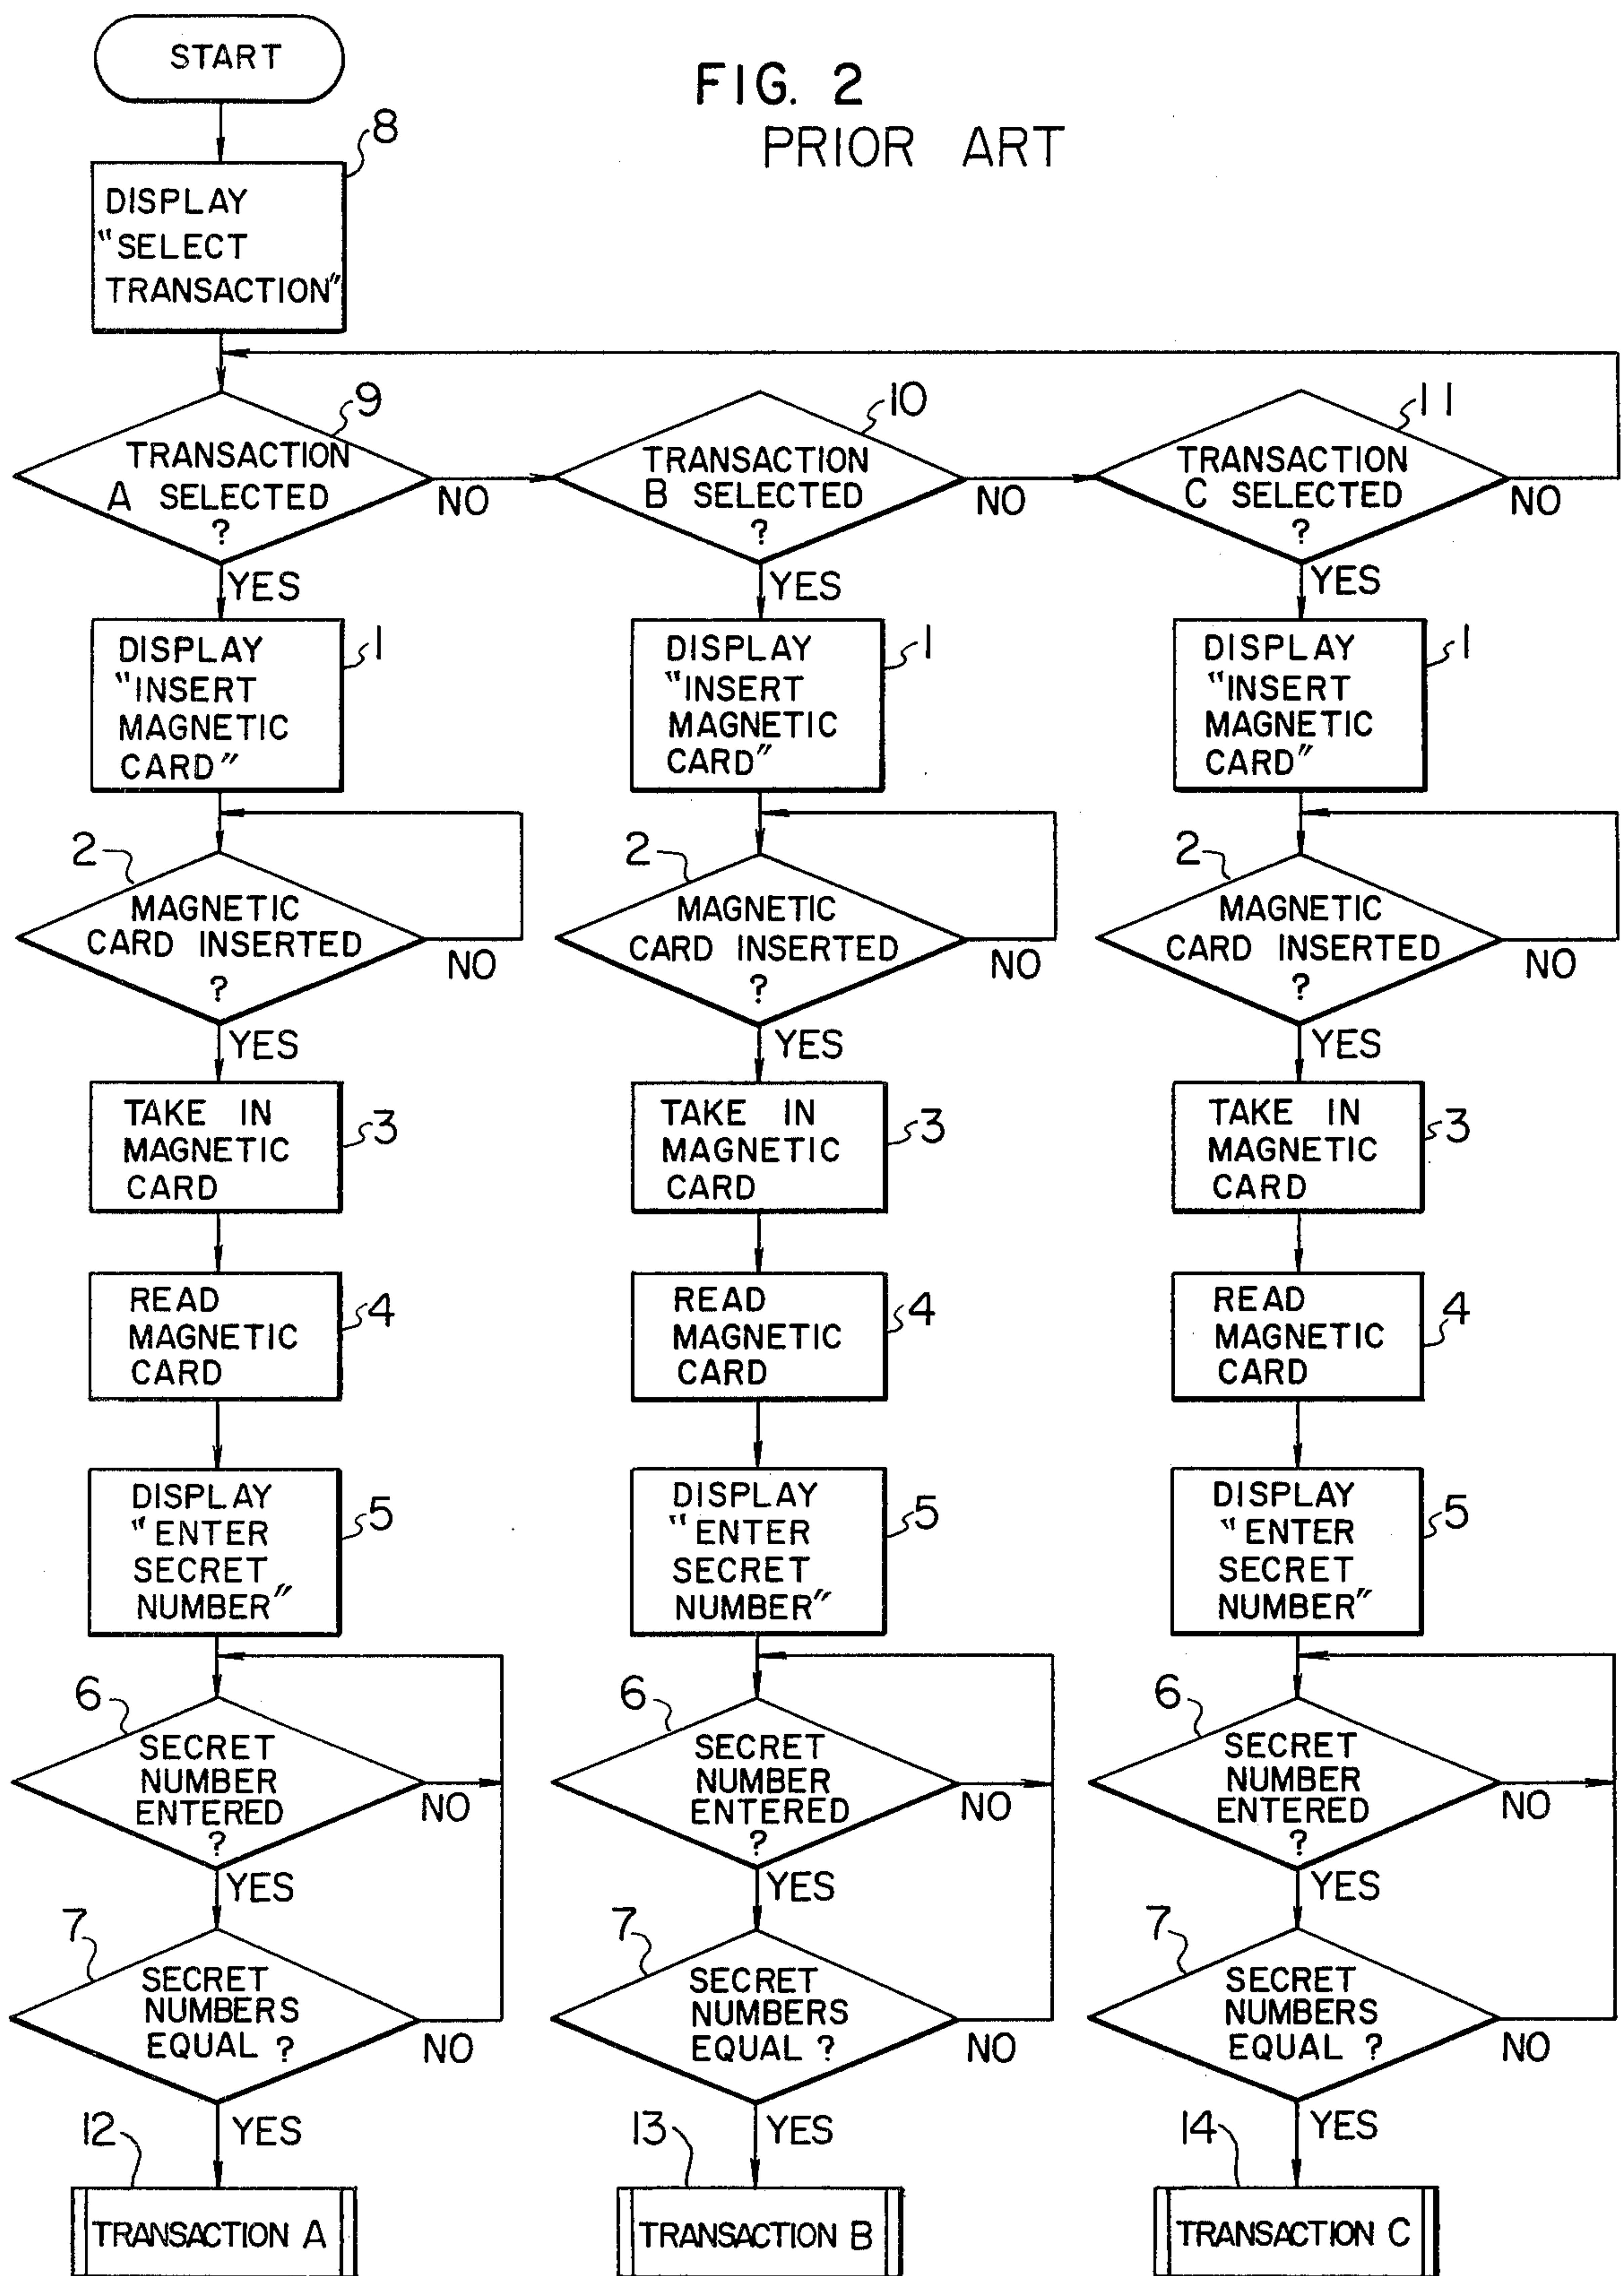 START
FIG. 2
PRIOR ART
8
DISPLAY
"SELECT
TRANSACTION"
9
TRANSACTION
A SELECTED
?
NO
YES
10
TRANSACTION
B SELECTED
?
NO
YES
11
TRANSACTION
C SELECTED
?
NO
YES
1
DISPLAY
"INSERT
MAGNETIC
CARD"
1
DISPLAY
"INSERT
MAGNETIC
CARD"
1
DISPLAY
"INSERT
MAGNETIC
CARD"
2
MAGNETIC
CARD INSERTED
?
NO
YES
2
MAGNETIC
CARD INSERTED
?
NO
YES
2
MAGNETIC
CARD INSERTED
?
NO
YES
3
TAKE IN
MAGNETIC
CARD
3
TAKE IN
MAGNETIC
CARD
3
TAKE IN
MAGNETIC
CARD
4
READ
MAGNETIC
CARD
4
READ
MAGNETIC
CARD
4
READ
MAGNETIC
CARD
5
DISPLAY
"ENTER
SECRET
NUMBER"
5
DISPLAY
"ENTER
SECRET
NUMBER"
5
DISPLAY
"ENTER
SECRET
NUMBER"
6
SECRET
NUMBER
ENTERED
?
NO
YES
6
SECRET
NUMBER
ENTERED
?
NO
YES
6
SECRET
NUMBER
ENTERED
?
NO
YES
7
SECRET
NUMBERS
EQUAL ?
NO
YES
7
SECRET
NUMBERS
EQUAL ?
NO
YES
7
SECRET
NUMBERS
EQUAL ?
NO
YES
12
TRANSACTION A
13
TRANSACTION B
14
TRANSACTION C